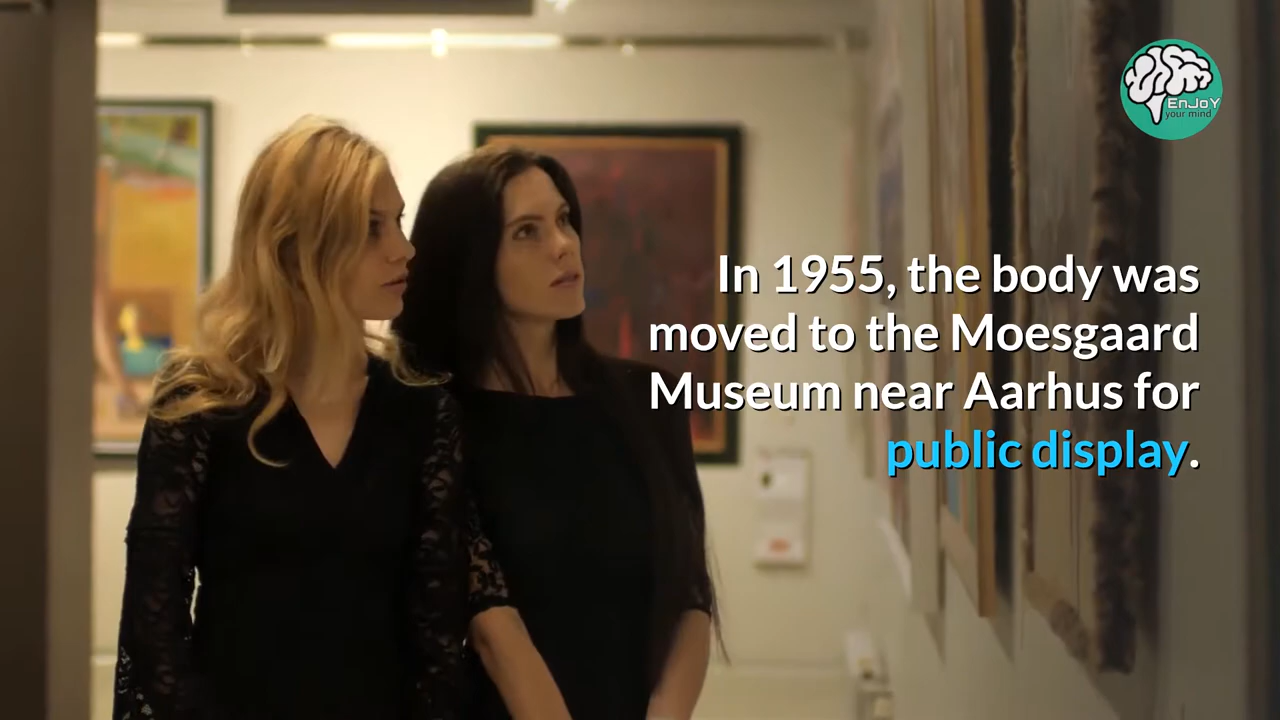 EnJoY
your mind
In 1955, the body was
moved to the Moesgaard
Museum near Aarhus for
public display.